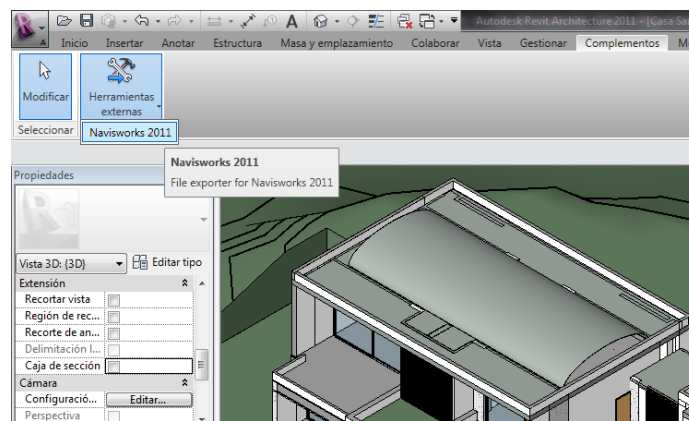 Autodesk Revit Architecture 2011 - [Casa Sa
Inicio Insertar Anotar Estructura Masa y emplazamiento Colaborar Vista Gestionar Complementos
Modificar
Herramientas
externas
Seleccionar
Navisworks 2011
Navisworks 2011
File exporter for Navisworks 2011
Propiedades
Vista 3D: {3D} Editar tipo
Extensión
Recortar vista
Región de rec...
Recorte de an...
Delimitación l...
Caja de sección
Cámara
Configuració... Editar...
Perspectiva